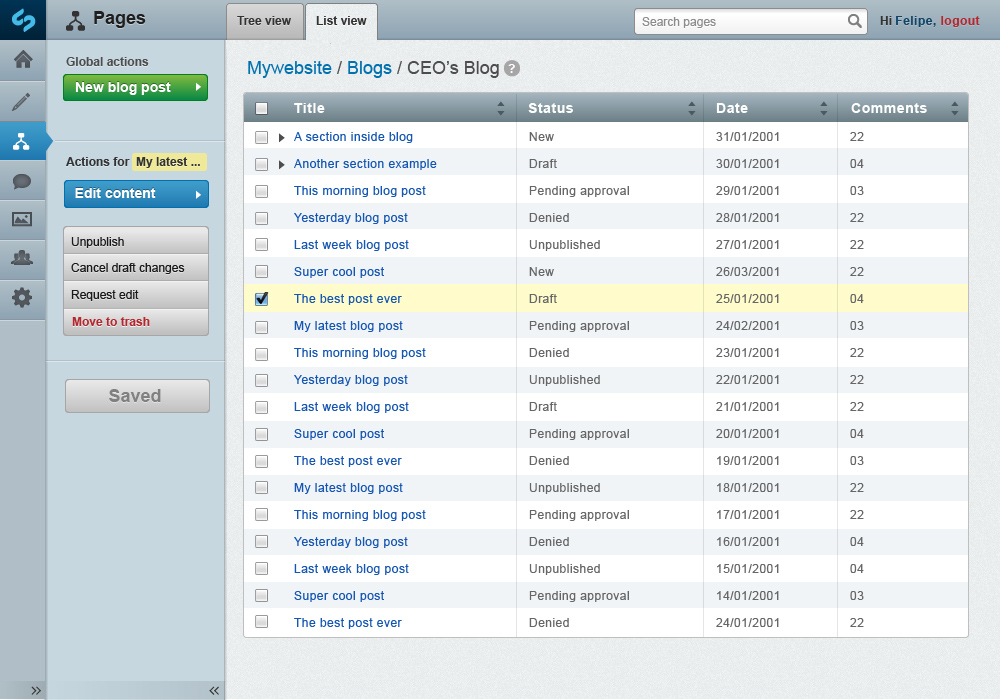 Pages
Tree view
List view
Search pages
Hi Felipe, logout
Global actions
New blog post
Actions for My latest ...
Edit content
Unpublish
Cancel draft changes
Request edit
Move to trash
Saved
Mywebsite / Blogs / CEO's Blog ?
Title Status Date Comments
A section inside blog New 31/01/2001 22
Another section example Draft 30/01/2001 04
This morning blog post Pending approval 29/01/2001 03
Yesterday blog post Denied 28/01/2001 22
Last week blog post Unpublished 27/01/2001 22
Super cool post New 26/03/2001 22
The best post ever Draft 25/01/2001 04
My latest blog post Pending approval 24/02/2001 03
This morning blog post Denied 23/01/2001 22
Yesterday blog post Unpublished 22/01/2001 22
Last week blog post Draft 21/01/2001 22
Super cool post Pending approval 20/01/2001 04
The best post ever Denied 19/01/2001 03
My latest blog post Unpublished 18/01/2001 22
This morning blog post Pending approval 17/01/2001 22
Yesterday blog post Denied 16/01/2001 04
Last week blog post Unpublished 15/01/2001 04
Super cool post Pending approval 14/01/2001 03
The best post ever Denied 24/01/2001 22